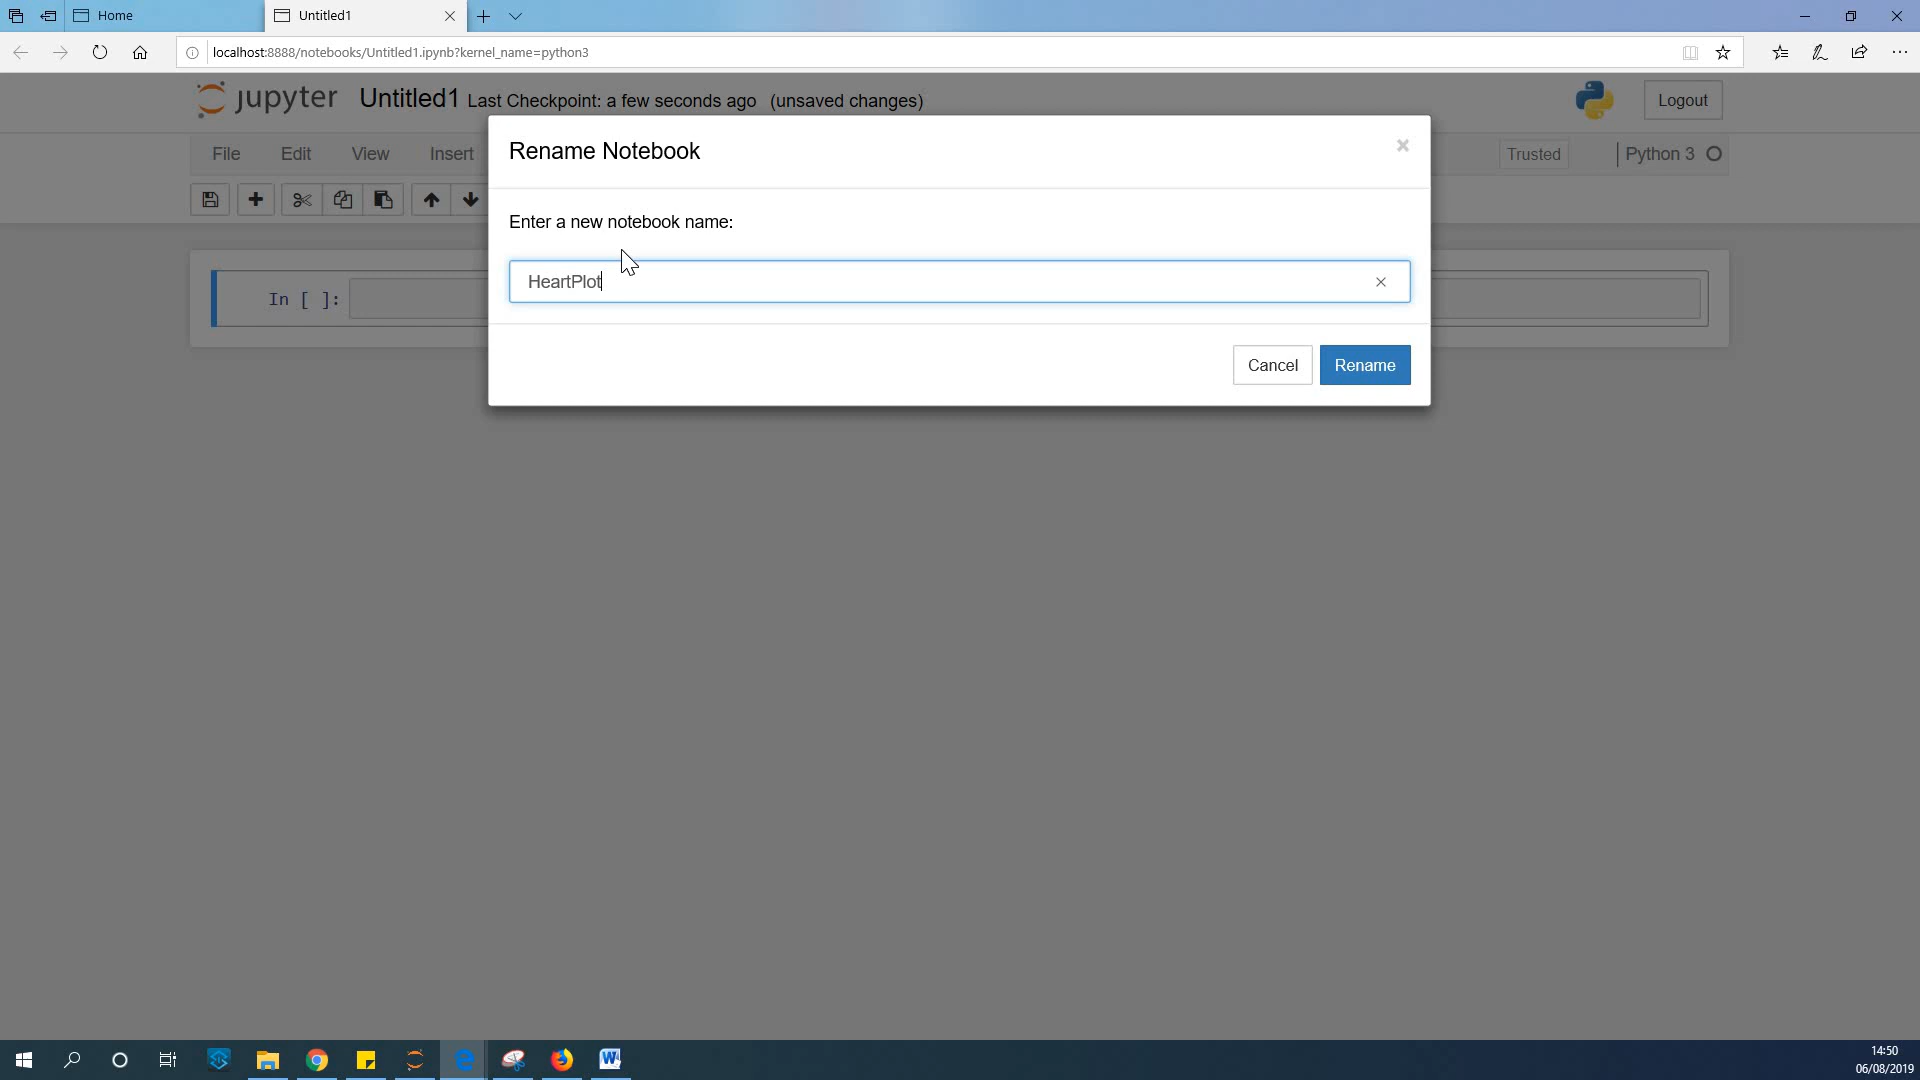 Home
Untitled1
localhost:8888/notebooks/Untitled1.ipynb?kernel_name=python3
jupyter Untitled1 Last Checkpoint: a few seconds ago (unsaved changes)
Logout
Rename Notebook
File Edit View Insert
Trusted
Python 3
Enter a new notebook name:
HeartPlot
In [ ]:
Cancel Rename
14:50
06/08/2019